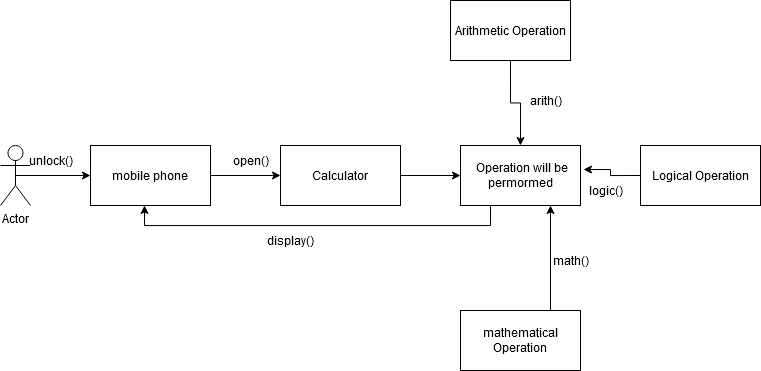 Arithmetic Operation
arith()
unlock()
open()
mobile phone
Calculator
Operation will be
permormed
Logical Operation
logic()
Actor
display()
math()
mathematical
Operation